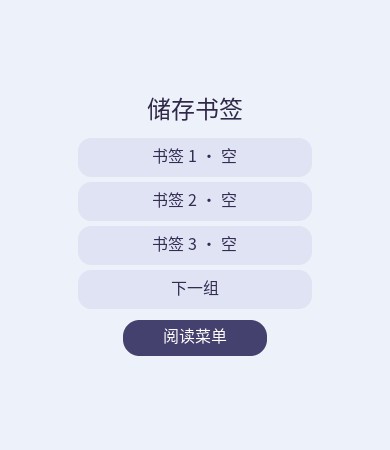 储存书签
书签 1 · 空
书签 2 · 空
书签 3 · 空
下一组
阅读菜单